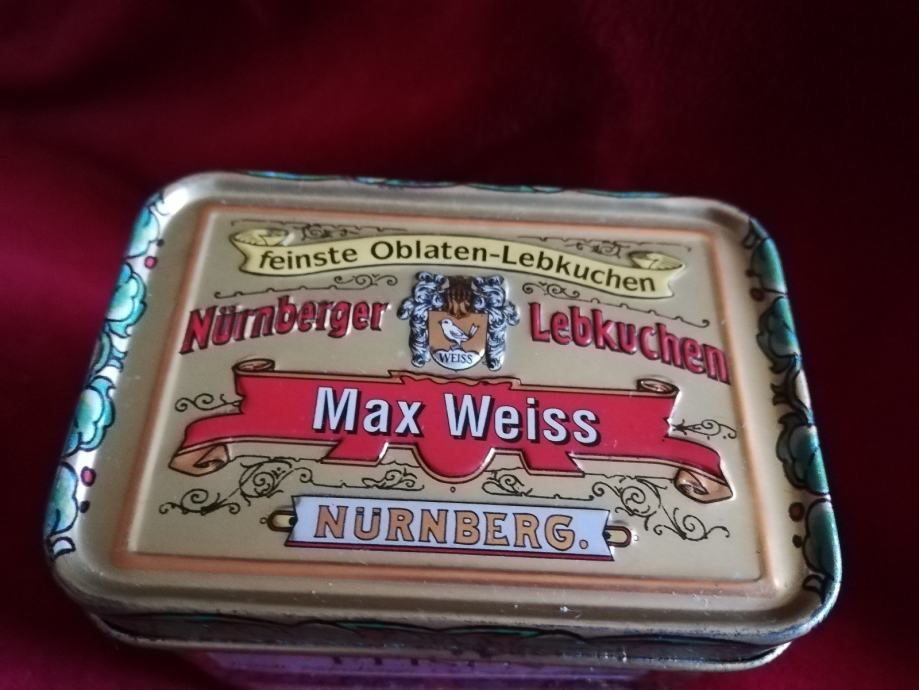 feinste Oblaten-Lebkuchen
Nürnberger Lebkuchen
WEISS
Max Weiss
NÜRNBERG.